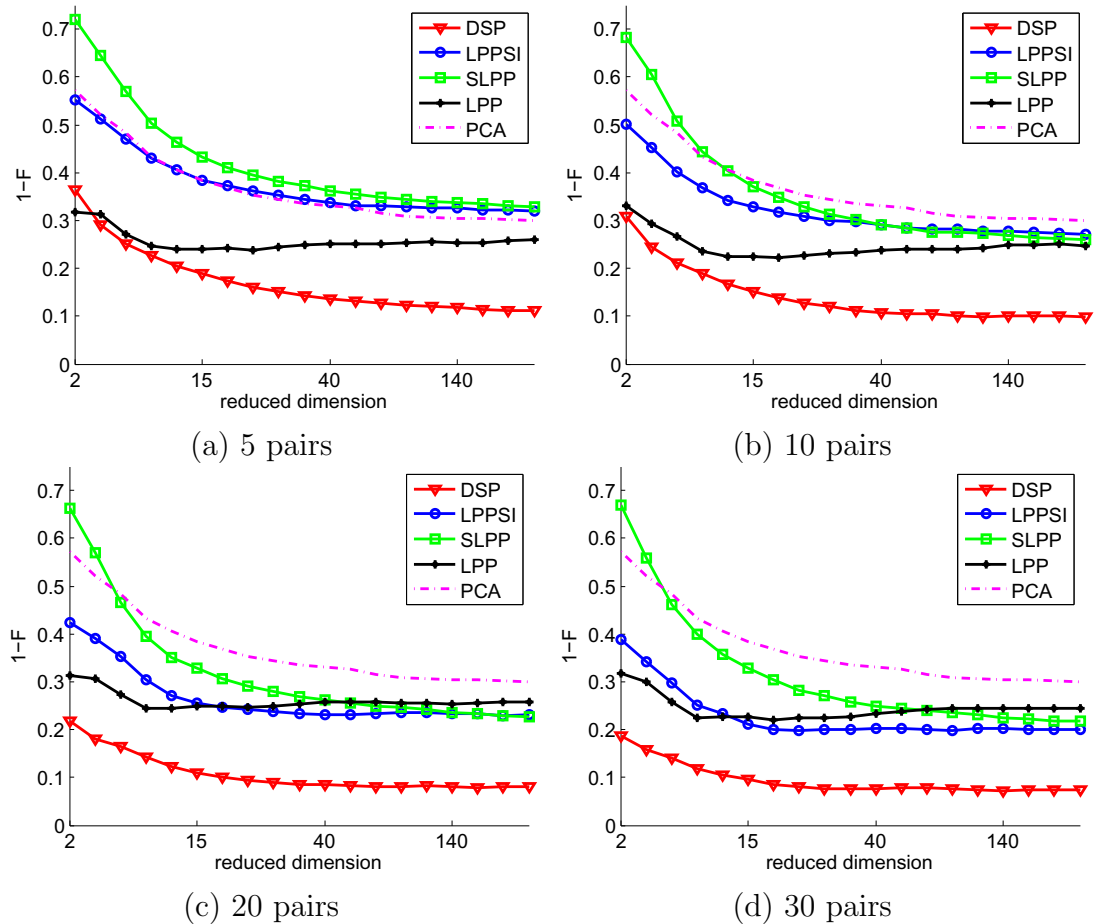 0.7
0.6
0.5
0.4
0.3
0.2
0.1
0
1-F
2
15
40
140
reduced dimension
DSP
LPPSI
SLPP
LPP
PCA
(a) 5 pairs
0.7
0.6
0.5
0.4
0.3
0.2
0.1
0
1-F
2
15
40
140
reduced dimension
DSP
LPPSI
SLPP
LPP
PCA
(b) 10 pairs
0.7
0.6
0.5
0.4
0.3
0.2
0.1
0
1-F
2
15
40
140
reduced dimension
DSP
LPPSI
SLPP
LPP
PCA
(c) 20 pairs
0.7
0.6
0.5
0.4
0.3
0.2
0.1
0
1-F
2
15
40
140
reduced dimension
DSP
LPPSI
SLPP
LPP
PCA
(d) 30 pairs